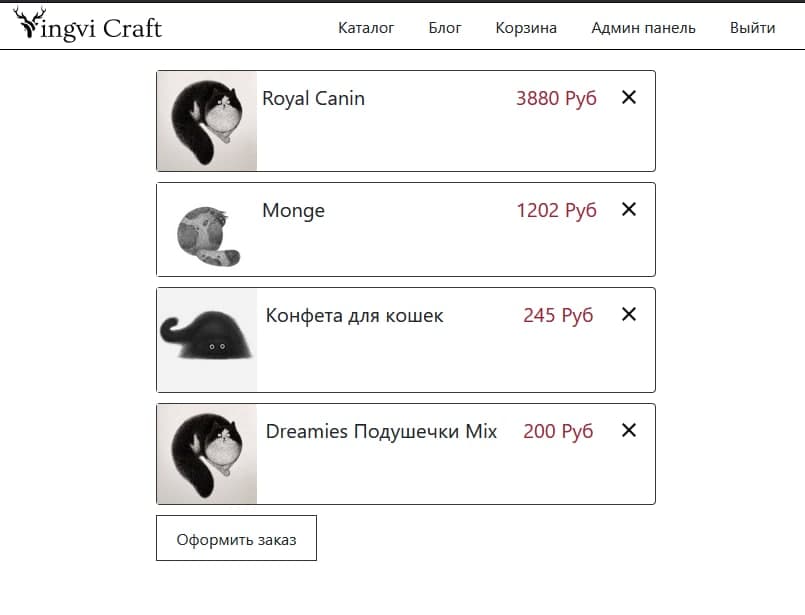 Yingvi Craft Каталог Блог Корзина Админ панель Выйти
Royal Canin 3880 Руб ✕
Monge 1202 Руб ✕
Конфета для кошек 245 Руб ✕
Dreamies Подушечки Mix 200 Руб ✕
Оформить заказ